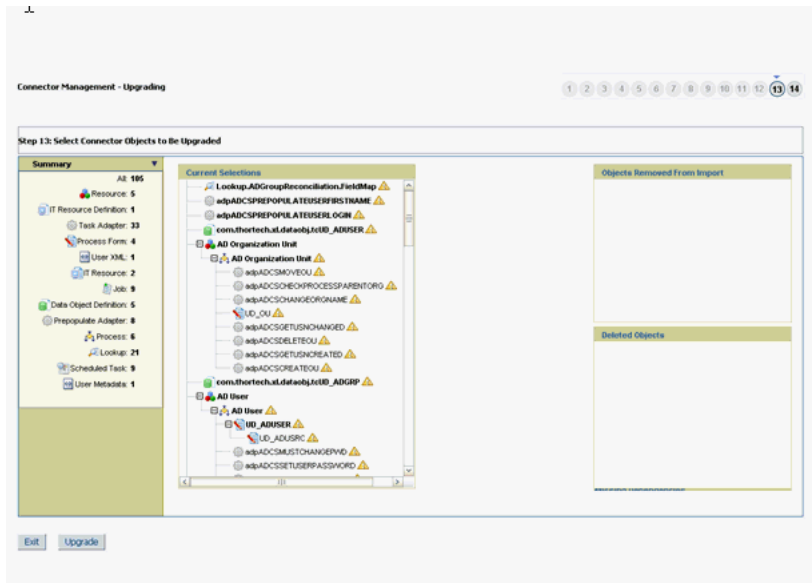 Connector Management - Upgrading
1 2 3 4 5 6 7 8 9 10 11 12 13 14
Step 13: Select Connector Objects to Be Upgraded
Summary
All: 105
Resource: 5
IT Resource Definition: 1
Task Adapter: 33
Process Form: 4
User XML: 1
IT Resource: 2
Job: 9
Data Object Definition: 5
Prepopulate Adapter: 8
Process: 6
Lookup: 21
Scheduled Task: 9
User Metadata: 1
Current Selections
Lookup.ADGroupReconciliation.FieldMap
adpADCSPREPOPULATEUSERFIRSTNAME
adpADCSPREPOPULATEUSERLOGIN
com.thortech.xl.dataobj.tcUD_ADUSER
AD Organization Unit
AD Organization Unit
adpADCSMOVEOU
adpADCSCHECKPROCESSPARENTORG
adpADCSCHANGEORGNAME
UD_OU
adpADCSGETUSNCHANGED
adpADCSDELETEOU
adpADCSGETUSNCREATED
adpADCSCREATEOU
com.thortech.xl.dataobj.tcUD_ADGRP
AD User
AD User
UD_ADUSER
UD_ADUSRC
adpADCSMUSTCHANGEPWD
adpADCSSETUSERPASSWORD
Objects Removed From Import
Deleted Objects
Exit
Upgrade